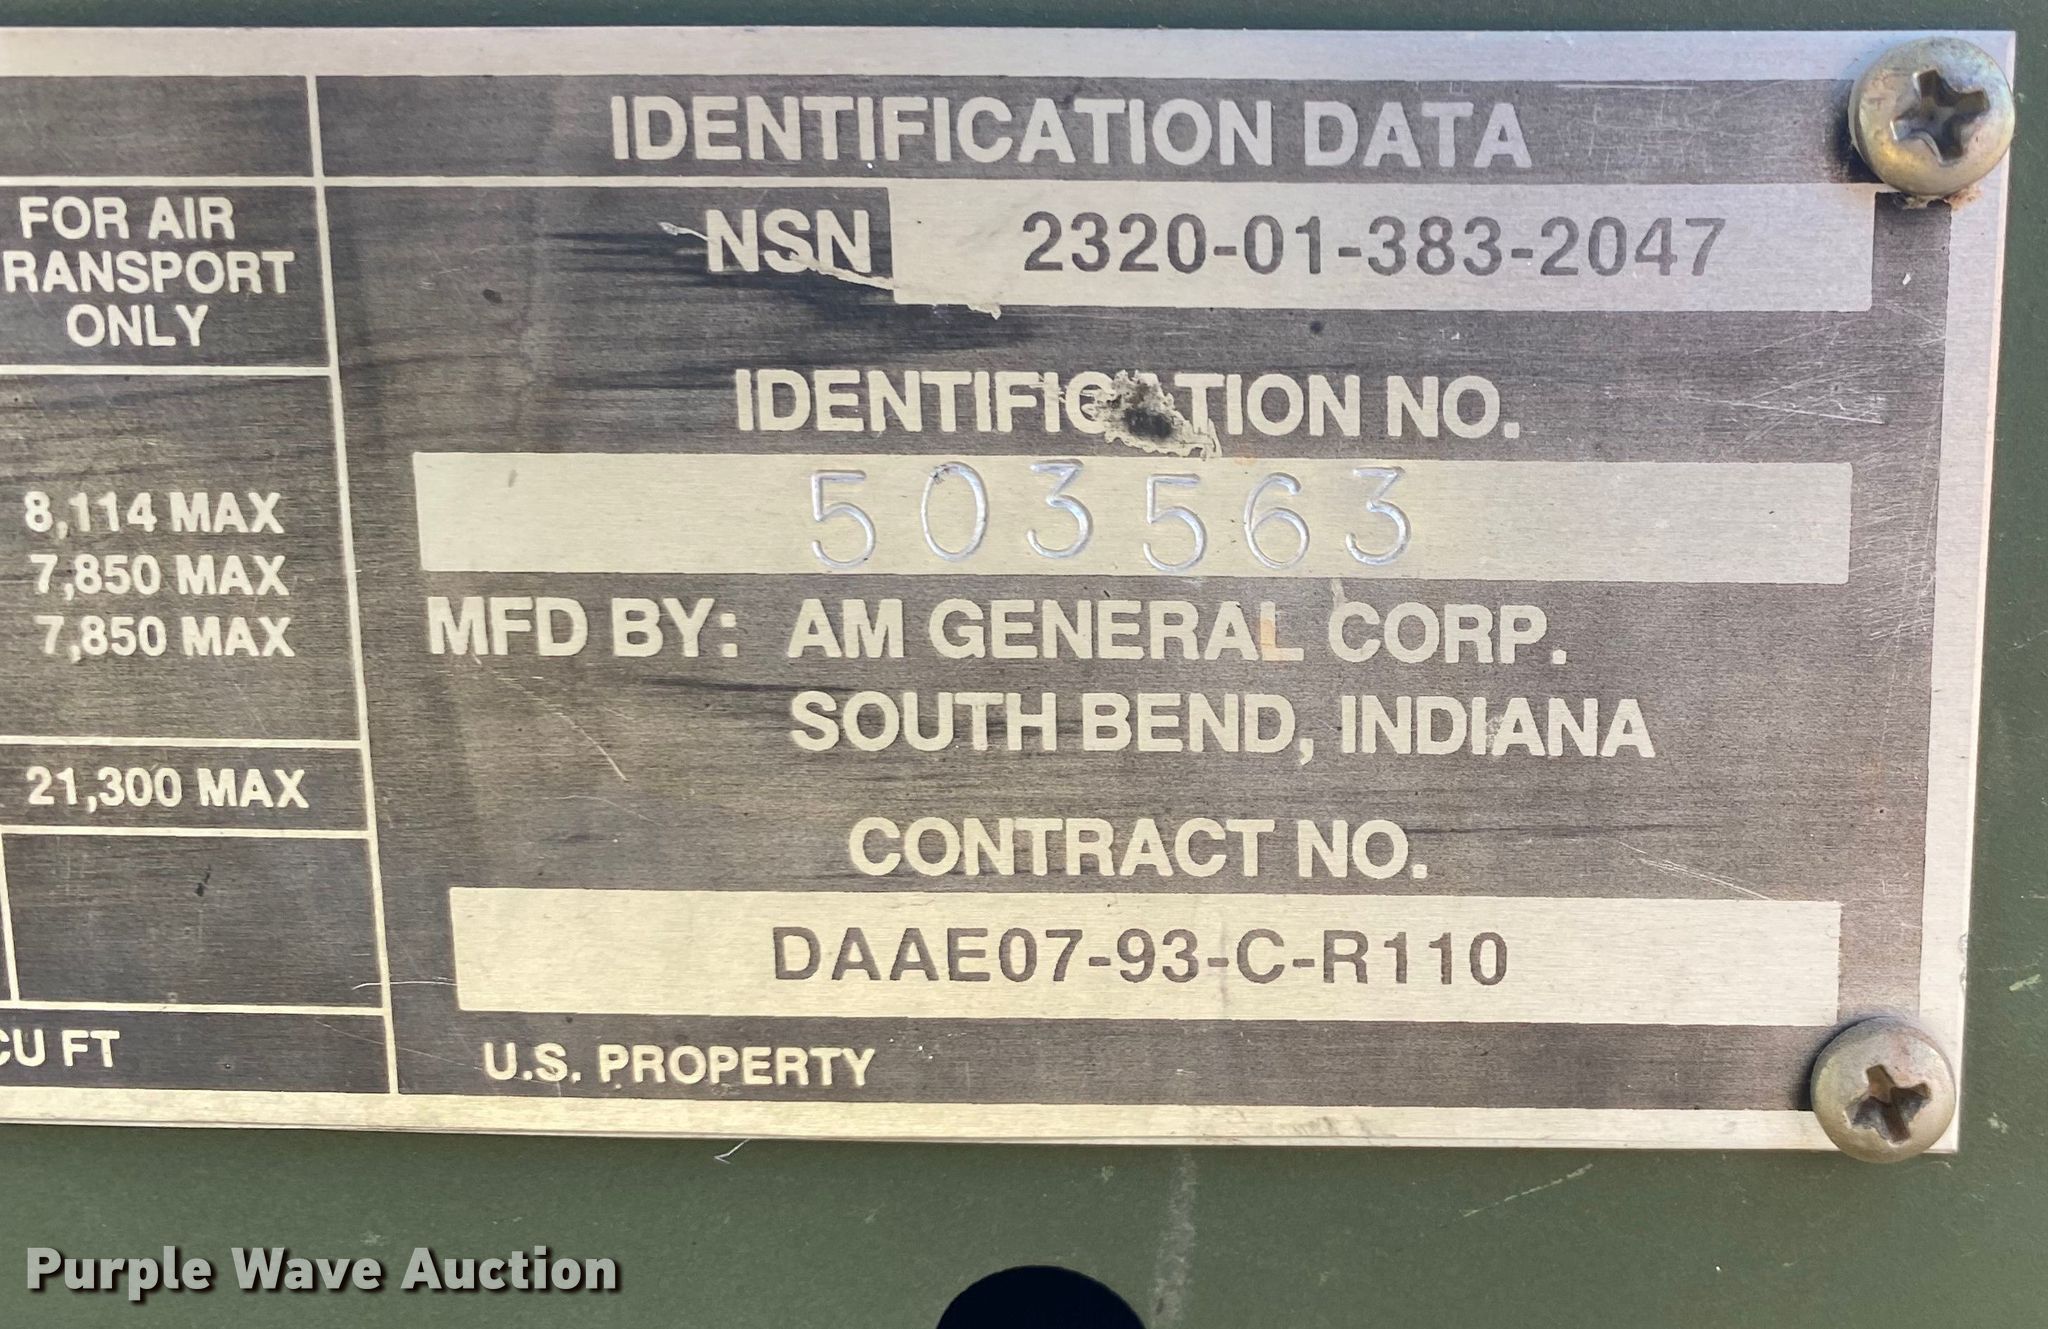 IDENTIFICATION DATA
NSN 2320-01-383-2047
FOR AIR
RANSPORT
ONLY
IDENTIFICATION NO.
503563
8,114 MAX
7,850 MAX
7,850 MAX
MFD BY: AM GENERAL CORP.
SOUTH BEND, INDIANA
21,300 MAX
CONTRACT NO.
DAAE07-93-C-R110
CU FT
U.S. PROPERTY
Purple Wave Auction